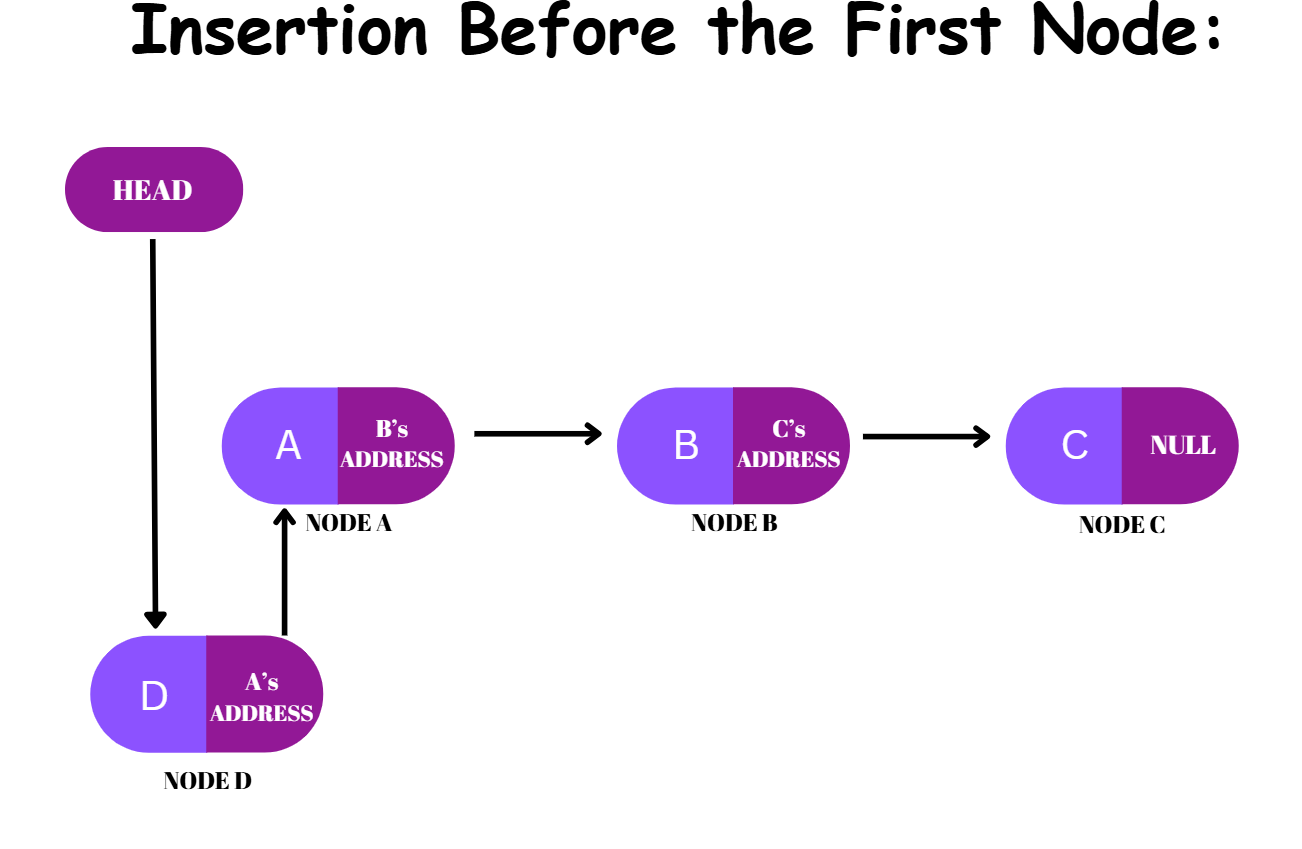 Insertion Before the First Node:
HEAD
A
B’s
ADDRESS
B
C’s
ADDRESS
C
NULL
NODE A
NODE B
NODE C
D
A’s
ADDRESS
NODE D